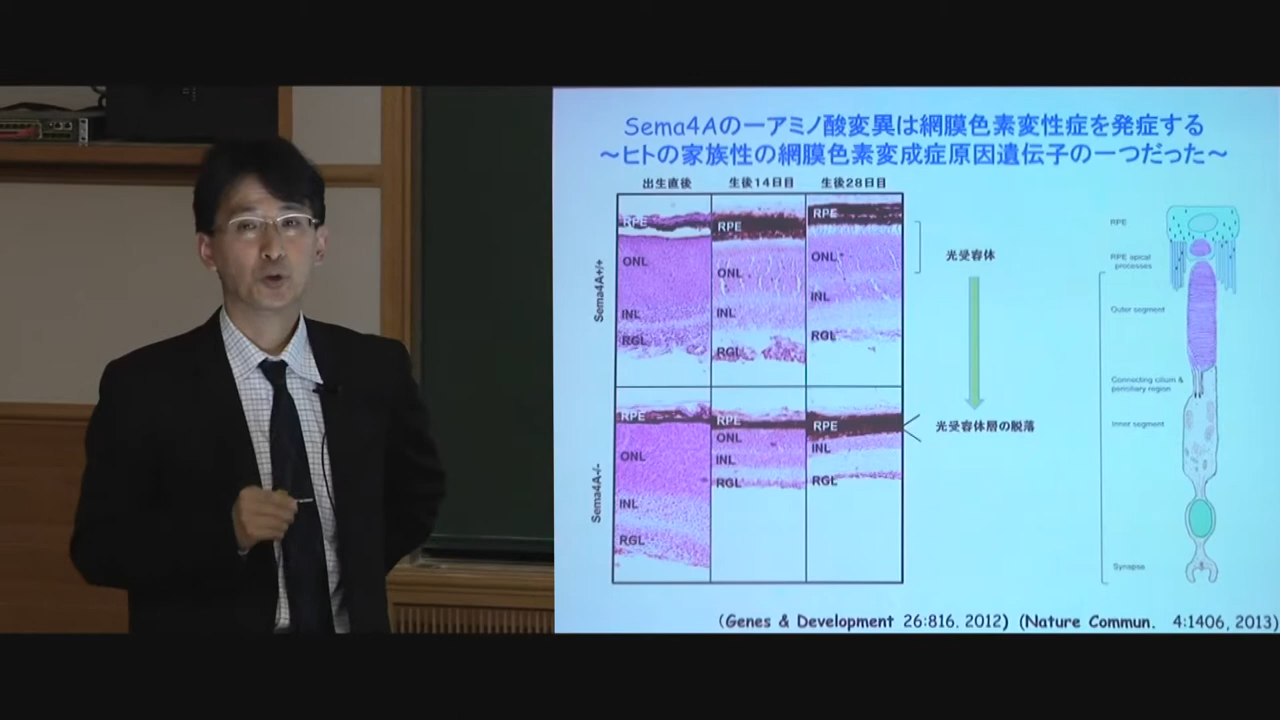 Sema4Aの一アミノ酸変異は網膜色素変性症を発症する
～ヒトの家族性の網膜色素変成症原因遺伝子の一つだった～
出生直後 生後14日目 生後28日目
Sema4A+/+
RPE
ONL
INL
RGL
RPE
ONL
INL
RGL
RPE
ONL
INL
RGL
Sema4A-/-
RPE
ONL
INL
RGL
RPE
ONL
INL
RGL
RPE
INL
RGL
光受容体
光受容体層の脱落
RPE
RPE apical
processes
Outer segment
Connecting cilium &
periciliary region
Inner segment
Synapse
(Genes & Development 26:816. 2012) (Nature Commun. 4:1406, 2013)